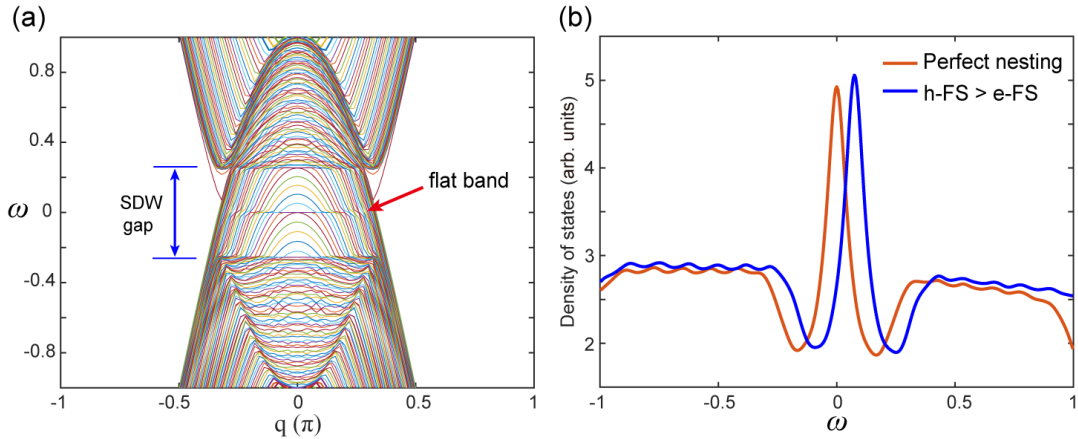 (a)
0.8
0.4
ω 0
-0.4
-0.8
SDW
gap
flat band
-1 -0.5 0 0.5 1
q (π)
(b)
Density of states (arb. units)
5
4
3
2
Perfect nesting
h-FS > e-FS
-1 -0.5 0 0.5 1
ω